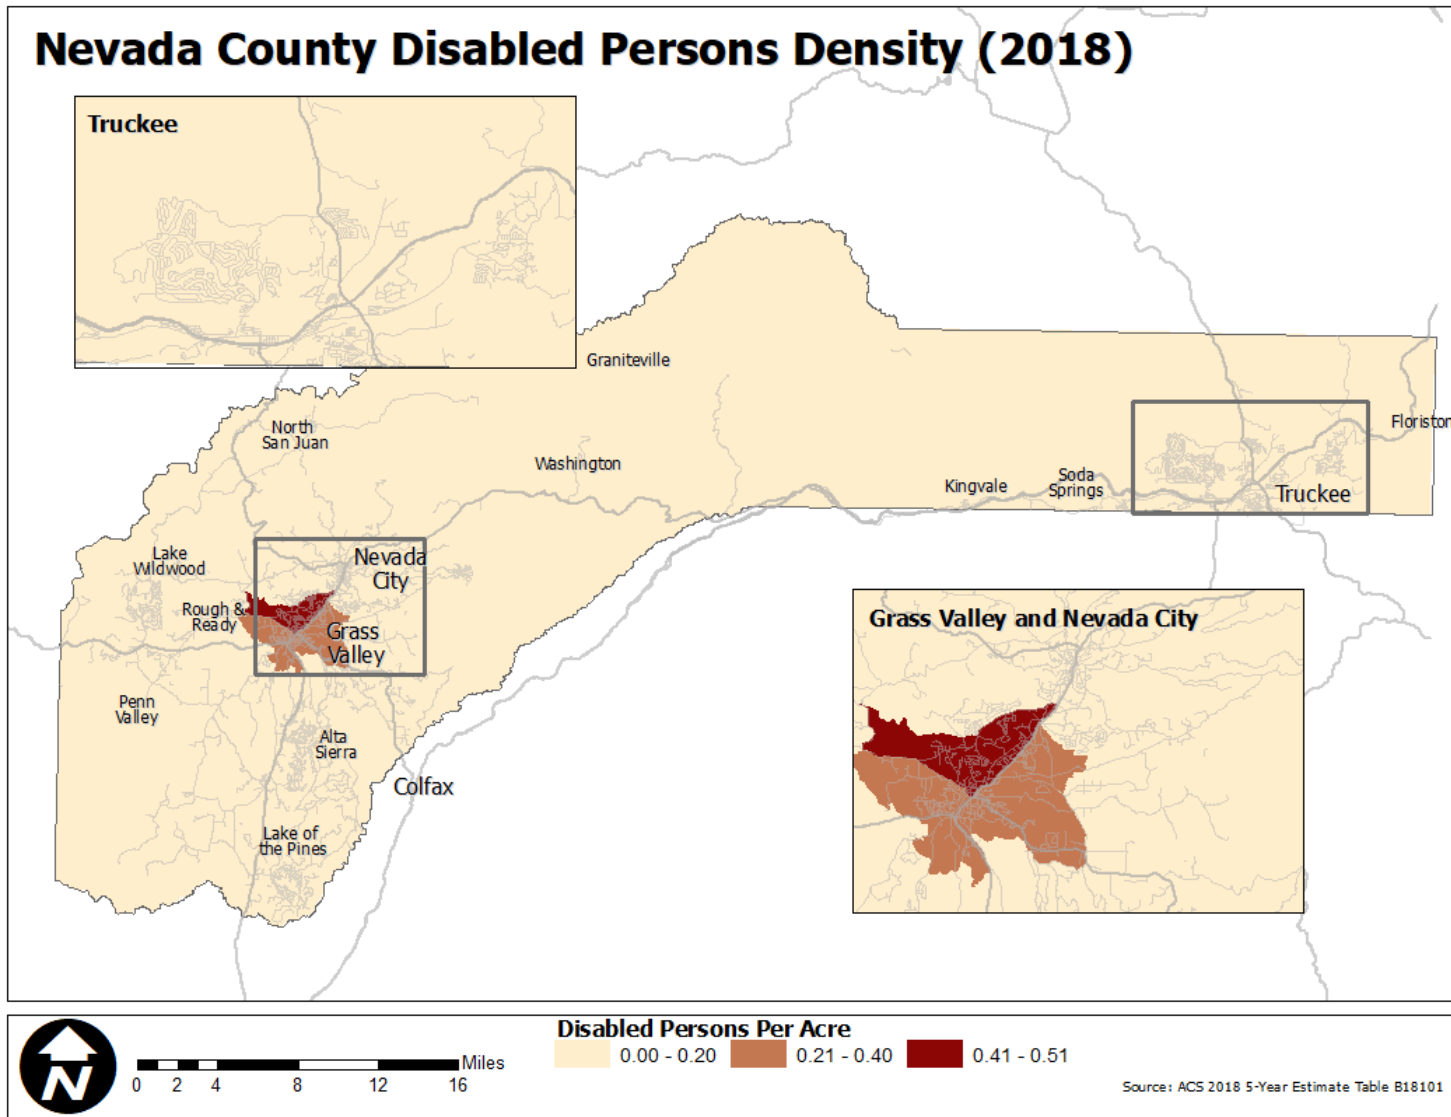 Nevada County Disabled Persons Density (2018)
Truckee
Graniteville
North
San Juan
Floriston
Washington
Soda
Springs
Kingvale
Truckee
Lake
Wildwood
Nevada
City
Rough &
Ready
Grass
Valley
Grass Valley and Nevada City
Penn
Valley
Alta
Sierra
Colfax
Lake of
the Pines
N
0 2 4 8 12 16 Miles
Disabled Persons Per Acre
0.00 - 0.20 0.21 - 0.40 0.41 - 0.51
Source: ACS 2018 5-Year Estimate Table B18101